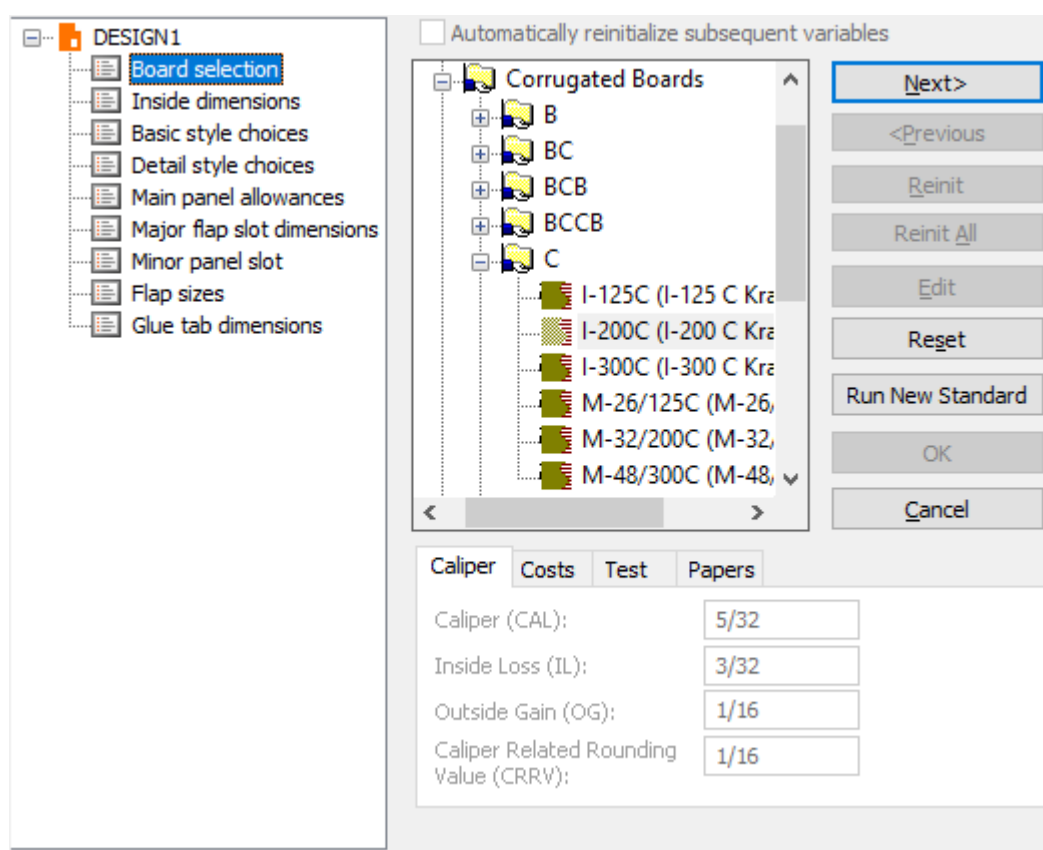 DESIGN1
Board selection
Inside dimensions
Basic style choices
Detail style choices
Main panel allowances
Major flap slot dimensions
Minor panel slot
Flap sizes
Glue tab dimensions
Automatically reinitialize subsequent variables
Corrugated Boards
B
BC
BCB
BCCB
C
I-125C (I-125 C Kra
I-200C (I-200 C Kra
I-300C (I-300 C Kra
M-26/125C (M-26/
M-32/200C (M-32/
M-48/300C (M-48/
Next>
<Previous
Reinit
Reinit All
Edit
Reset
Run New Standard
OK
Cancel
Caliper Costs Test Papers
Caliper (CAL): 5/32
Inside Loss (IL): 3/32
Outside Gain (OG): 1/16
Caliper Related Rounding
Value (CRRV): 1/16